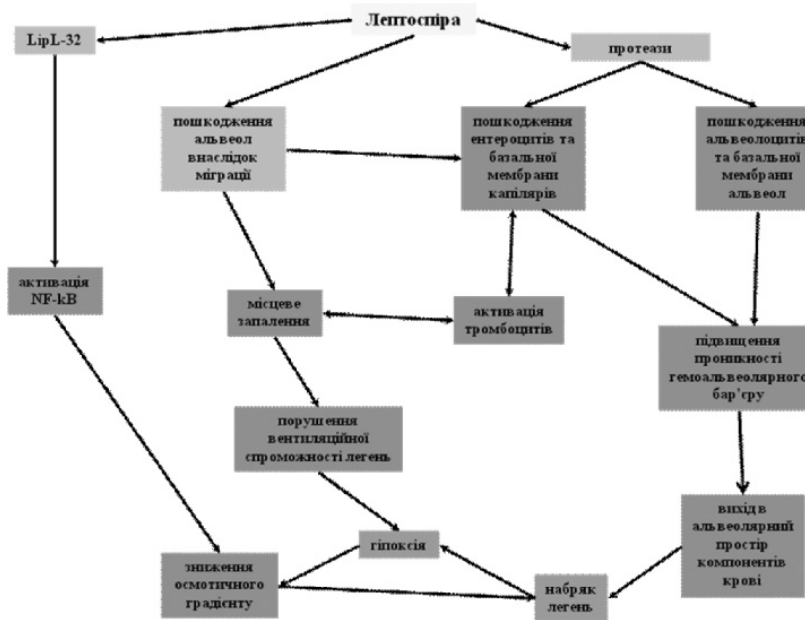 Лептоспіра
LipL-32
протеази
пошкодження
альвеол
внаслідок
міграції
пошкодження
ентероцитів та
базальної
мембрани
капілярів
пошкодження
альвеолоцитів
та базальної
мембрани
альвеол
активація
NF-kB
місцеве
запалення
активація
тромбоцитів
підвищення
проникності
гемоальвеолярного
бар’єру
порушення
вентиляційної
спроможності легень
вихід в
альвеолярний
простір
компонентів
крові
гіпоксія
зниження
осмотичного
градієнту
набряк
легень